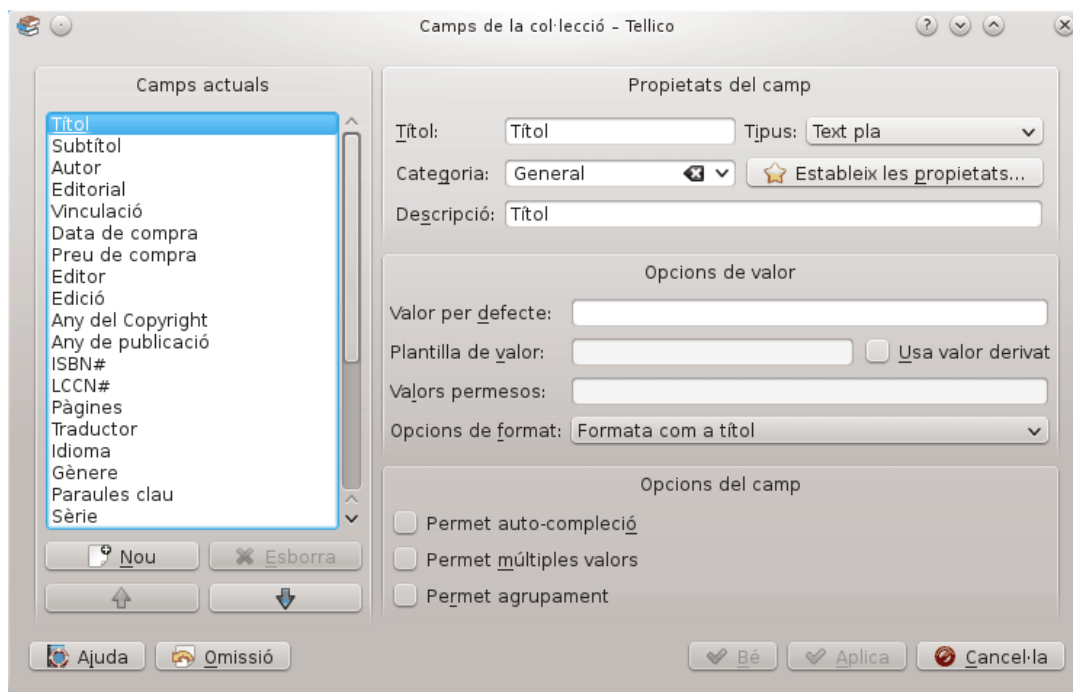 Camps de la col·lecció – Tellico
Camps actuals
Títol
Subtítol
Autor
Editorial
Vinculació
Data de compra
Preu de compra
Editor
Edició
Any del Copyright
Any de publicació
ISBN#
LCCN#
Pàgines
Traductor
Idioma
Gènere
Paraules clau
Sèrie
Nou
Esborra
Propietats del camp
Títol: Títol Tipus: Text pla
Categoria: General Estableix les propietats...
Descripció: Títol
Opcions de valor
Valor per defecte:
Plantilla de valor: Usa valor derivat
Valors permesos:
Opcions de format: Formata com a títol
Opcions del camp
Permet auto-compleció
Permet múltiples valors
Permet agrupament
Ajuda Omissió Bé Aplica Cancel·la